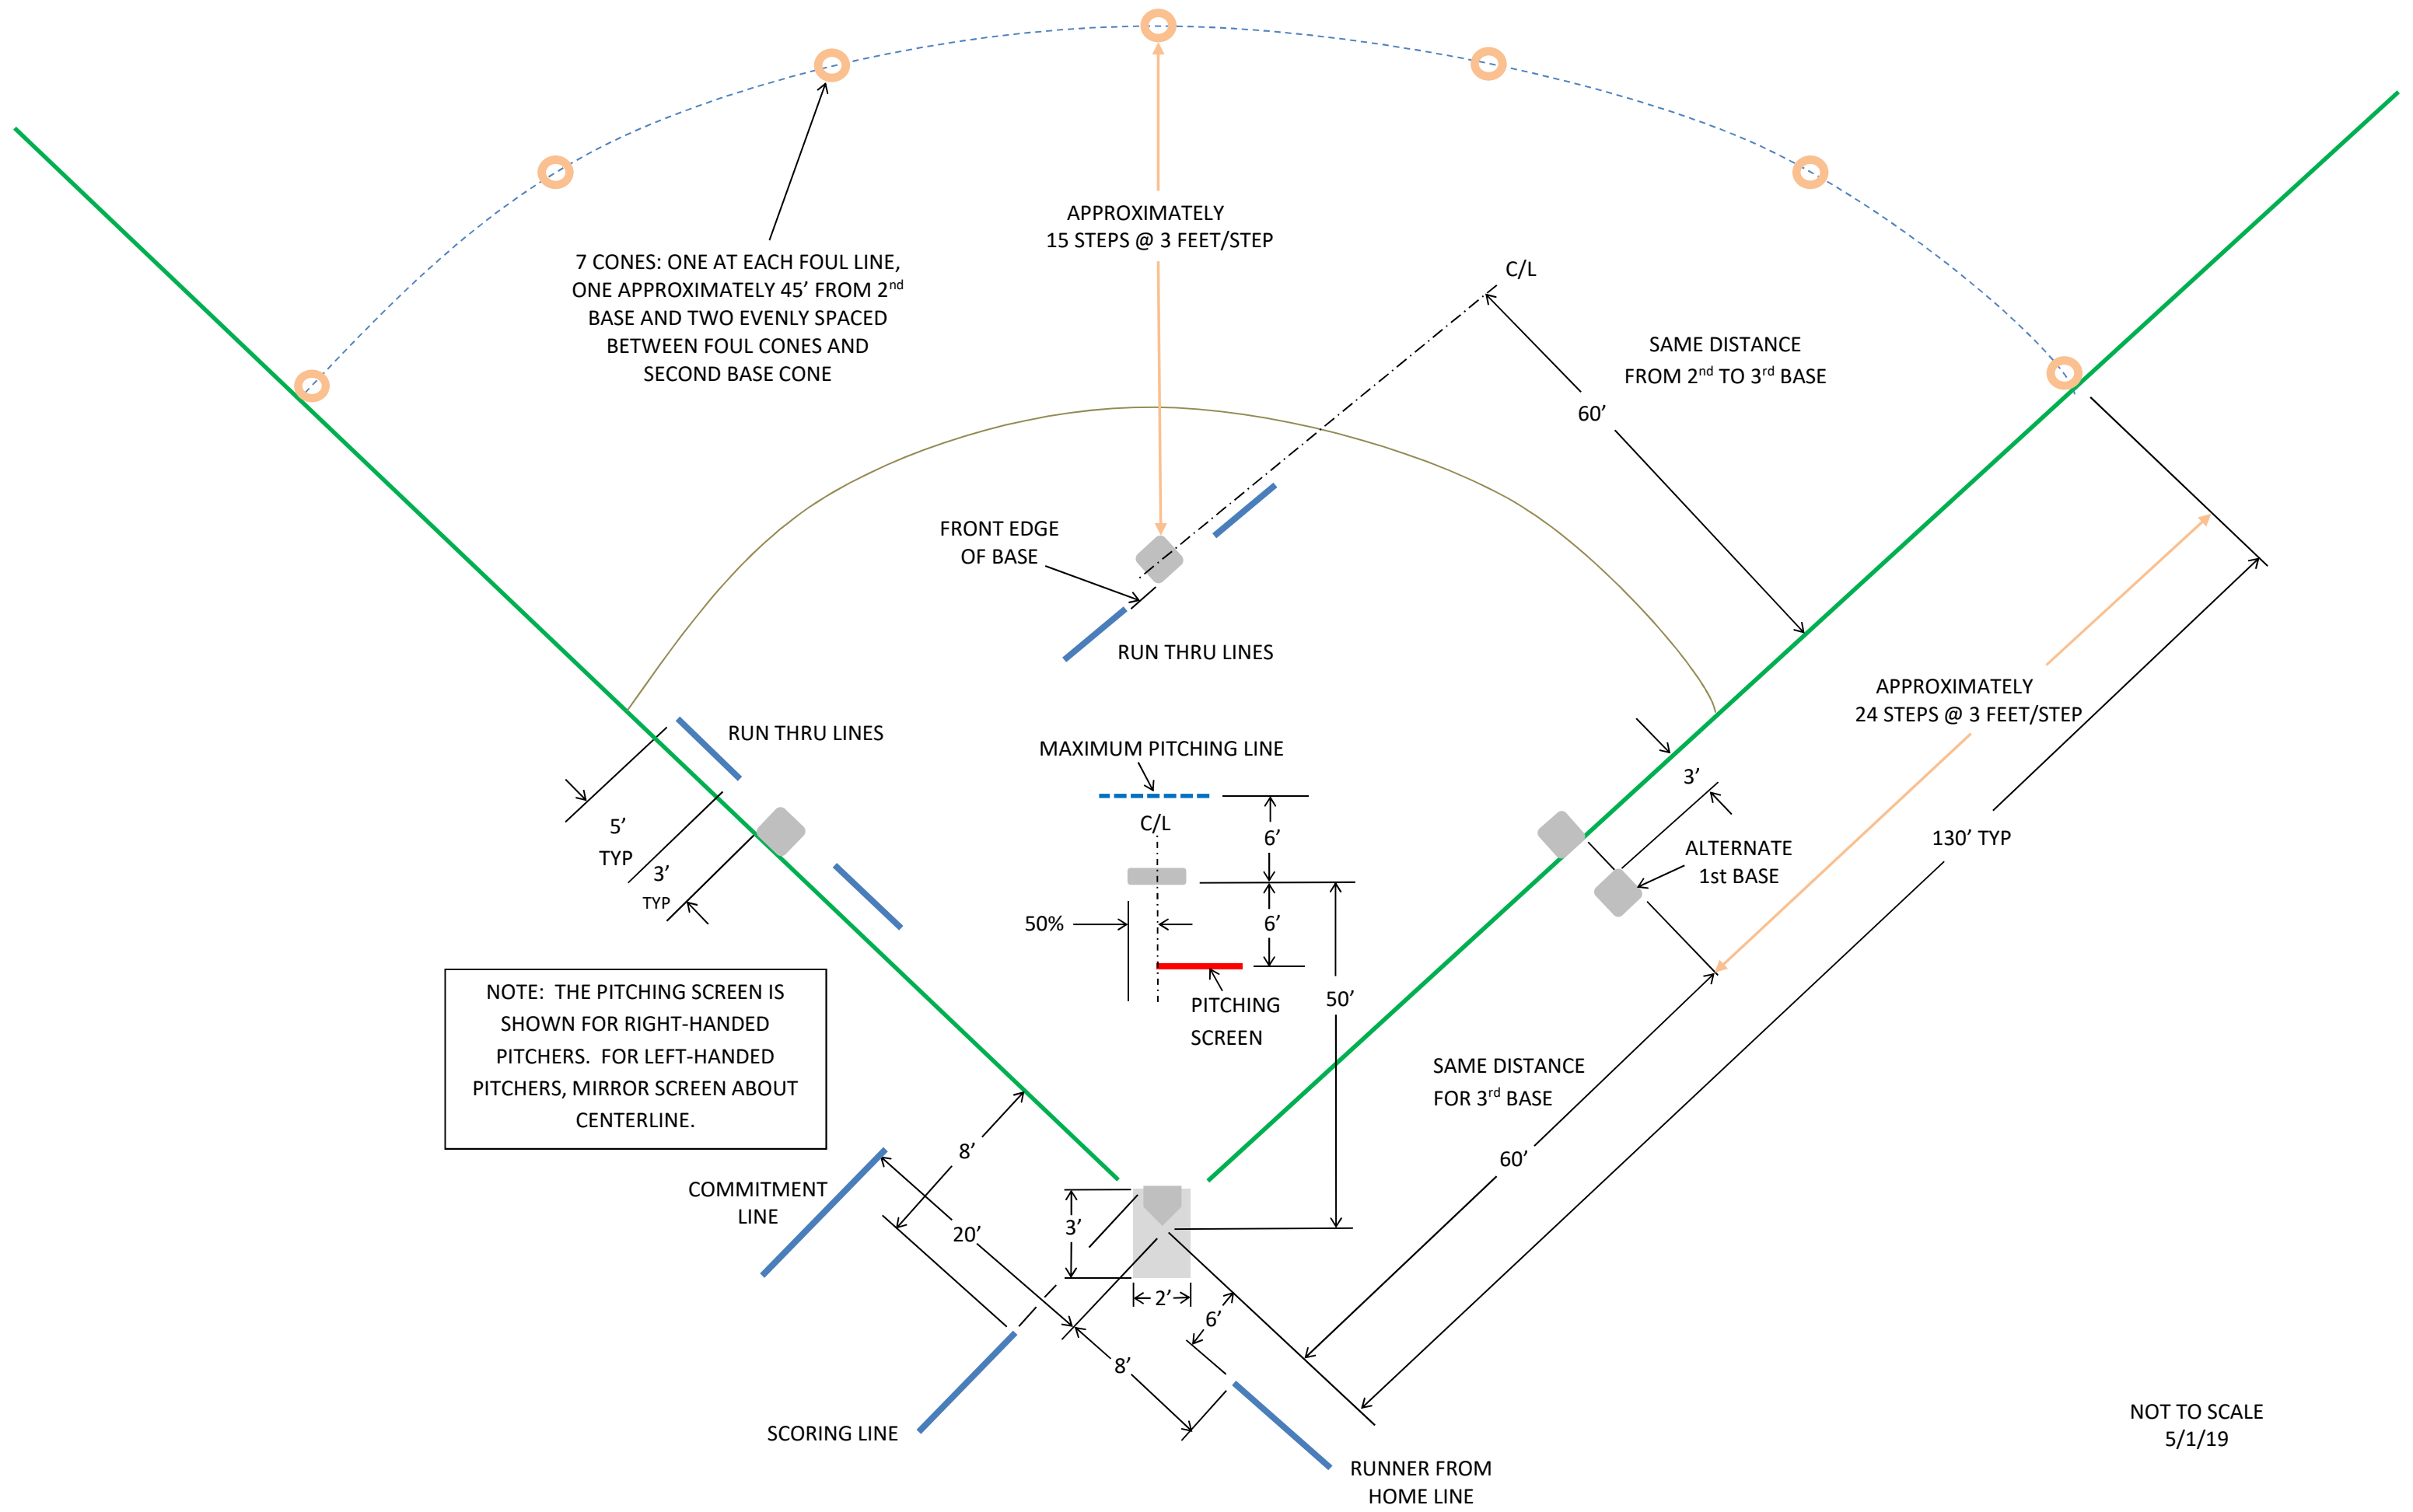 APPROXIMATELY
15 STEPS @ 3 FEET/STEP
7 CONES: ONE AT EACH FOUL LINE,
ONE APPROXIMATELY 45’ FROM 2nd
BASE AND TWO EVENLY SPACED
BETWEEN FOUL CONES AND
SECOND BASE CONE
C/L
SAME DISTANCE
FROM 2nd TO 3rd BASE
60’
FRONT EDGE
OF BASE
RUN THRU LINES
APPROXIMATELY
24 STEPS @ 3 FEET/STEP
RUN THRU LINES
MAXIMUM PITCHING LINE
3’
C/L
5’
TYP
6’
130’ TYP
ALTERNATE
1st BASE
3’
TYP
50%
6’
NOTE:  THE PITCHING SCREEN IS
SHOWN FOR RIGHT-HANDED
PITCHERS.  FOR LEFT-HANDED
PITCHERS, MIRROR SCREEN ABOUT
CENTERLINE.
PITCHING
SCREEN
50’
SAME DISTANCE
FOR 3rd BASE
8’
60’
COMMITMENT
LINE
20’
3’
2’
6’
8’
SCORING LINE
RUNNER FROM
HOME LINE
NOT TO SCALE
5/1/19